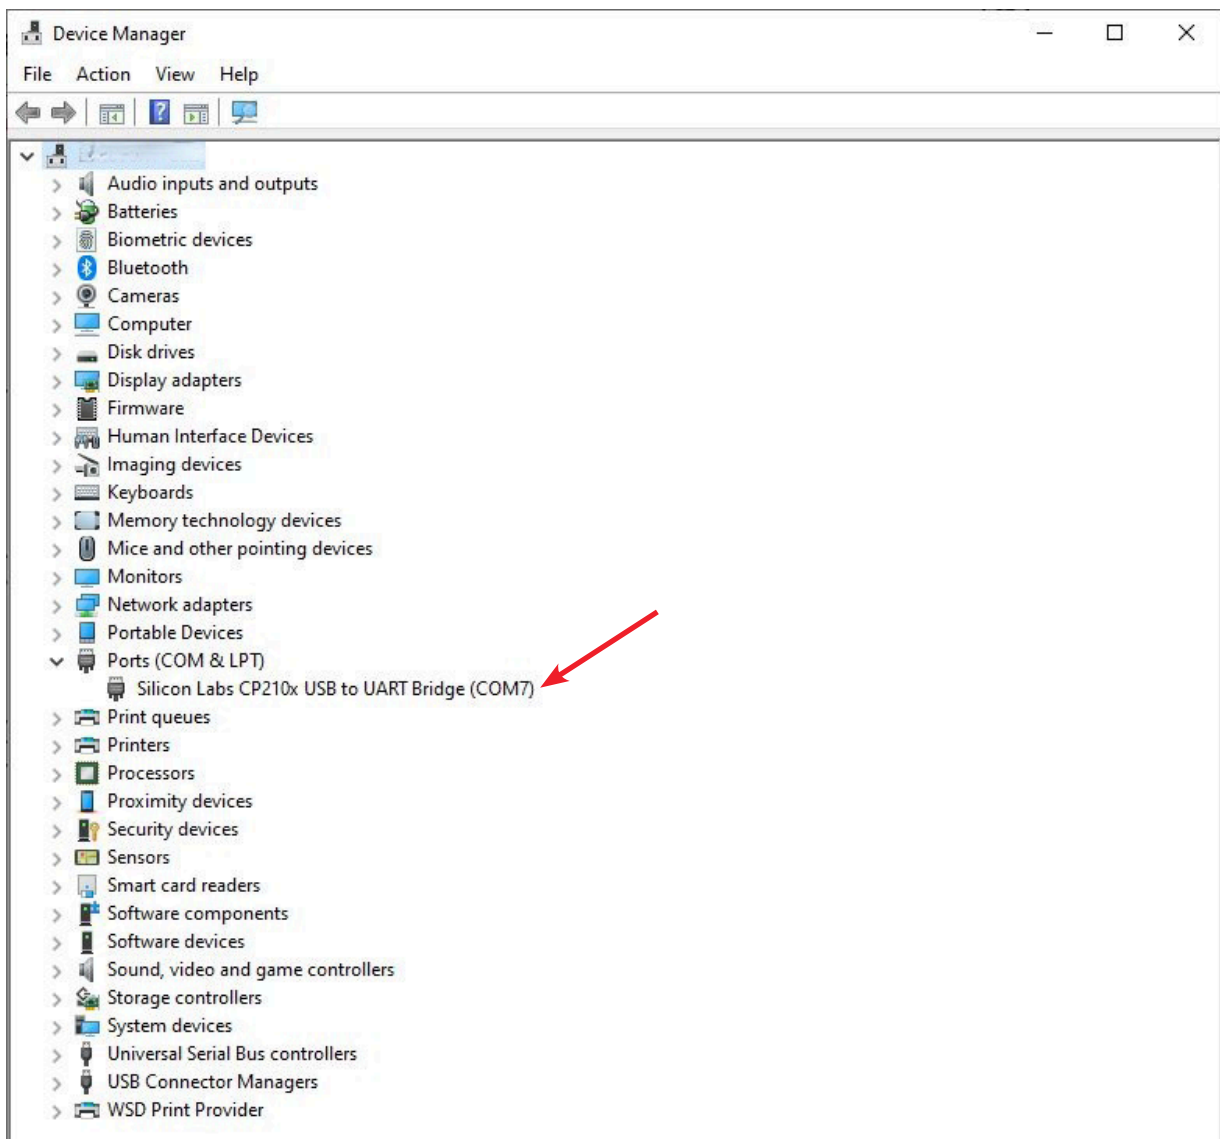 Device Manager
File Action View Help
Audio inputs and outputs
Batteries
Biometric devices
Bluetooth
Cameras
Computer
Disk drives
Display adapters
Firmware
Human Interface Devices
Imaging devices
Keyboards
Memory technology devices
Mice and other pointing devices
Monitors
Network adapters
Portable Devices
Ports (COM & LPT)
Silicon Labs CP210x USB to UART Bridge (COM7)
Print queues
Printers
Processors
Proximity devices
Security devices
Sensors
Smart card readers
Software components
Software devices
Sound, video and game controllers
Storage controllers
System devices
Universal Serial Bus controllers
USB Connector Managers
WSD Print Provider